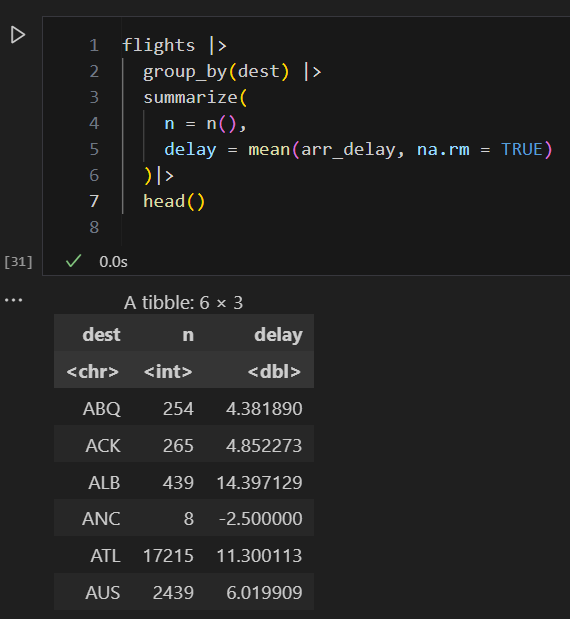 1 flights |>
2   group_by(dest) |>
3   summarize(
4     n = n(),
5     delay = mean(arr_delay, na.rm = TRUE)
6   )|>
7   head()
8
[31] ✓ 0.0s
...
A tibble: 6 × 3
dest n delay
<chr> <int> <dbl>
ABQ 254 4.381890
ACK 265 4.852273
ALB 439 14.397129
ANC 8 -2.500000
ATL 17215 11.300113
AUS 2439 6.019909